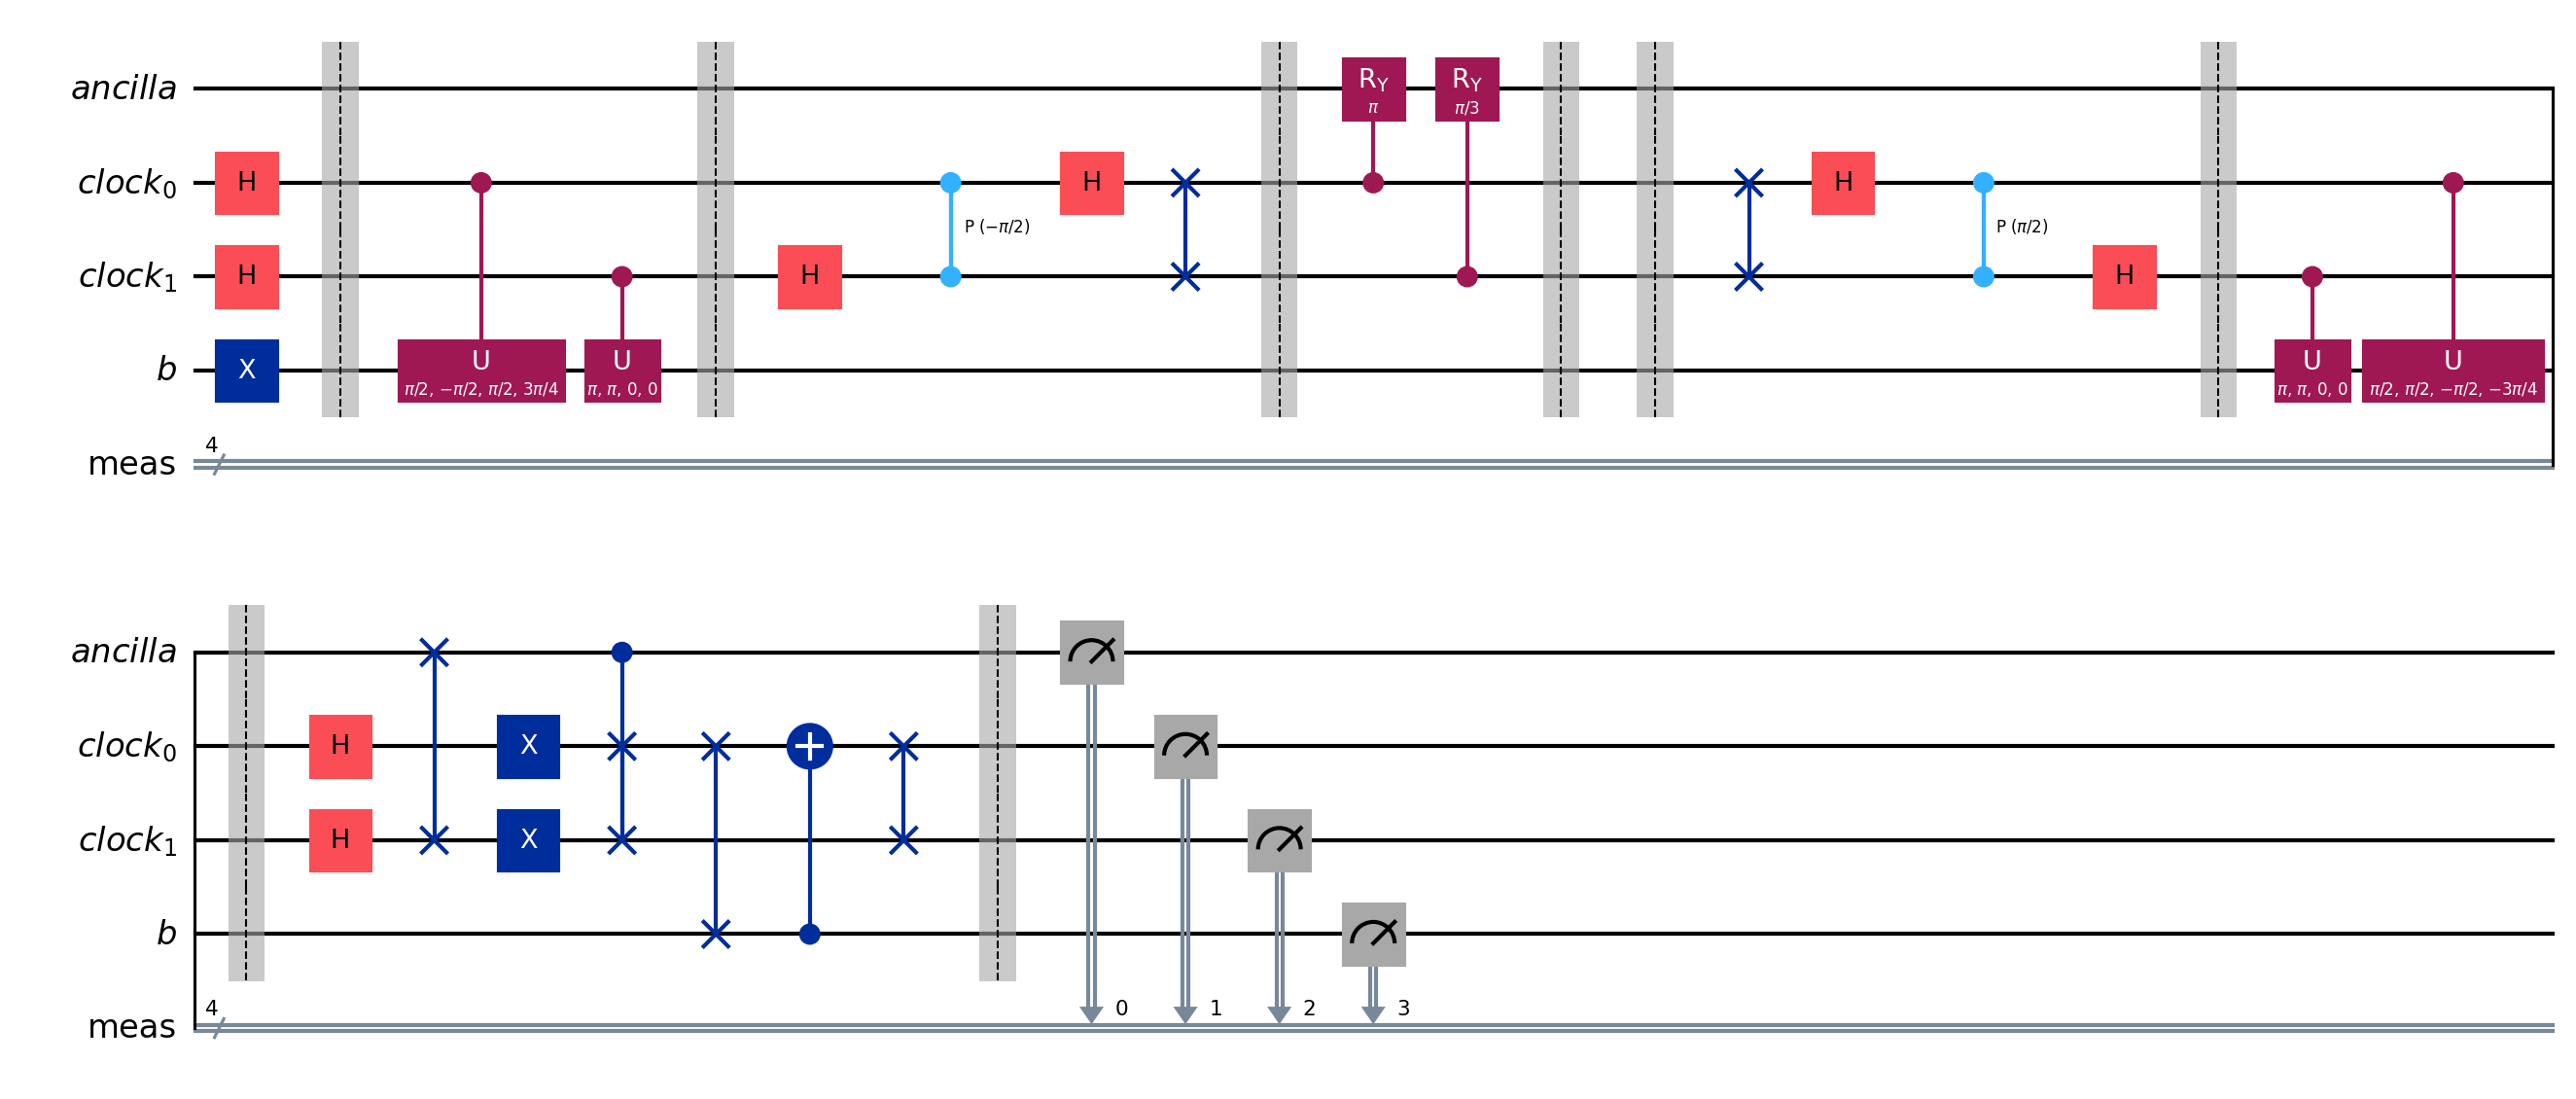 ancilla R_Y π R_Y π/3
clock_0 H H H
P (−π/2) P (π/2)
clock_1 H H H
b X U π/2, −π/2, π/2, 3π/4 U π, π, 0, 0 U π, π, 0, 0 U π/2, π/2, −π/2, −3π/4
4
meas
ancilla
clock_0 H X
clock_1 H X
b
4 0 1 2 3
meas